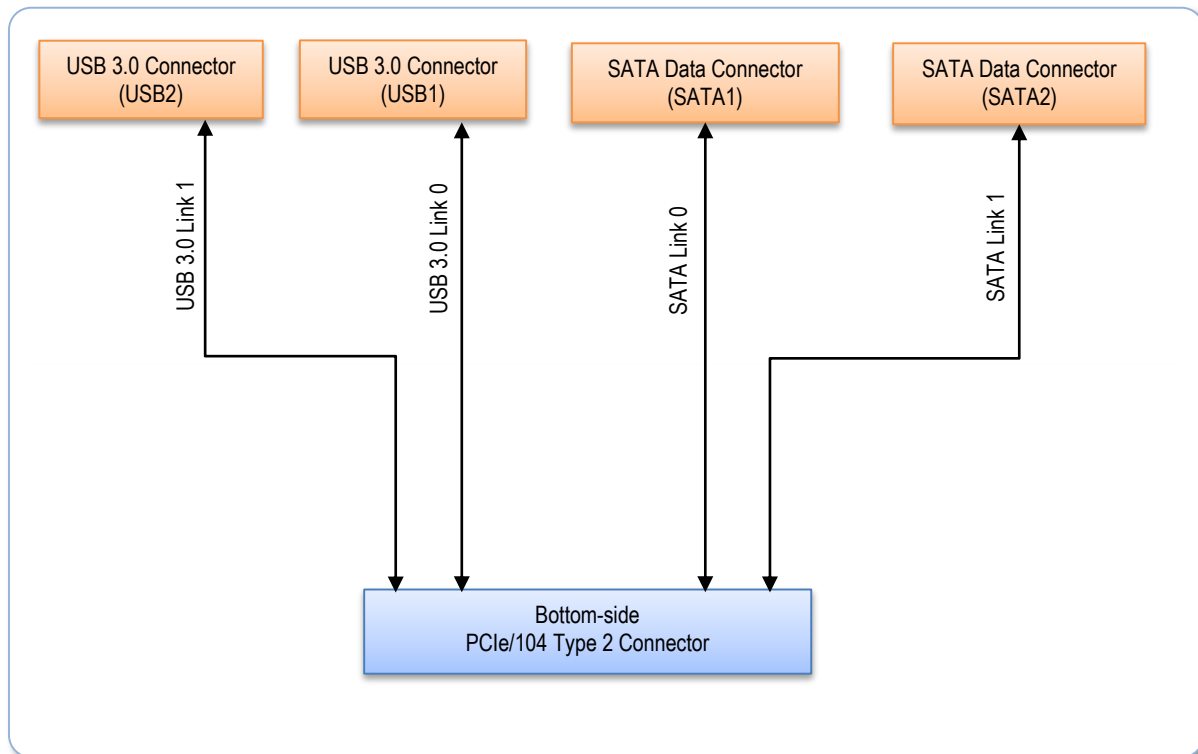 USB 3.0 Connector
(USB2)
USB 3.0 Connector
(USB1)
SATA Data Connector
(SATA1)
SATA Data Connector
(SATA2)
USB 3.0 Link 1
USB 3.0 Link 0
SATA Link 0
SATA Link 1
Bottom-side
PCIe/104 Type 2 Connector